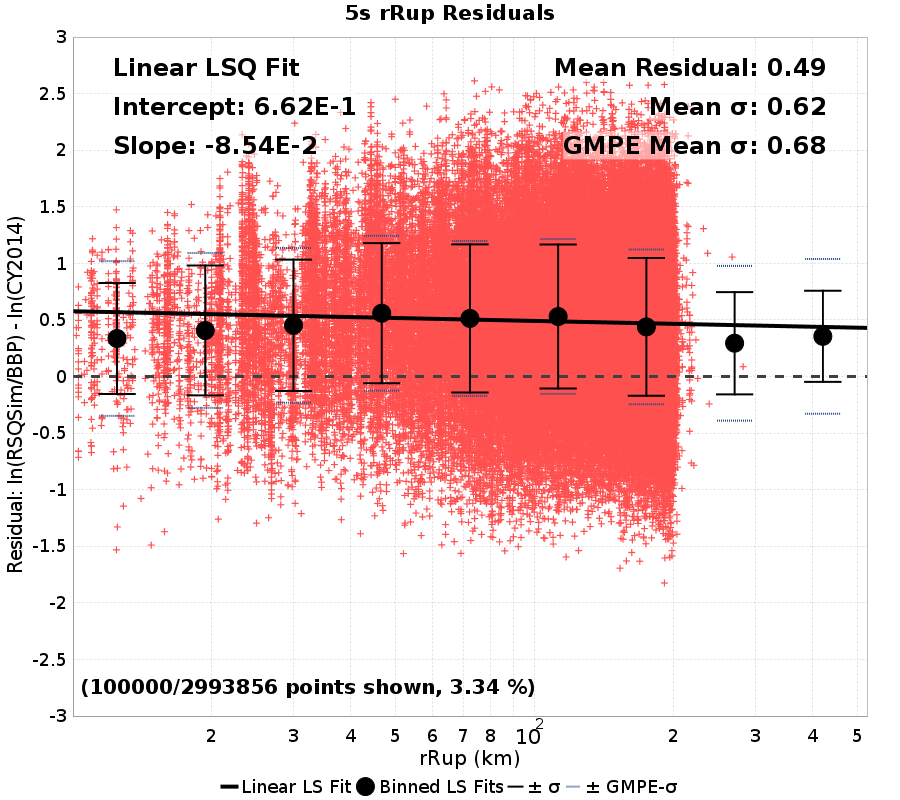 5s rRup Residuals
Linear LSQ Fit
Intercept: 6.62E-1
Slope: -8.54E-2
Mean Residual: 0.49
Mean σ: 0.62
GMPE Mean σ: 0.68
3
2.5
2
1.5
1
0.5
0
-0.5
-1
-1.5
-2
-2.5
-3
Residual: ln(RSQSim/BBP) - ln(CY2014)
(100000/2993856 points shown, 3.34 %)
2 3 4 5 6 7 8 10² 2 3 4 5
rRup (km)
Linear LS Fit Binned LS Fits ± σ ± GMPE-σ